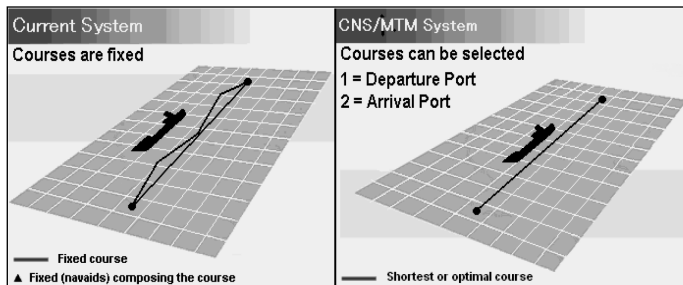 Current System
Courses are fixed
Fixed course
▲ Fixed (navaids) composing the course
CNS/MTM System
Courses can be selected
1 = Departure Port
2 = Arrival Port
Shortest or optimal course